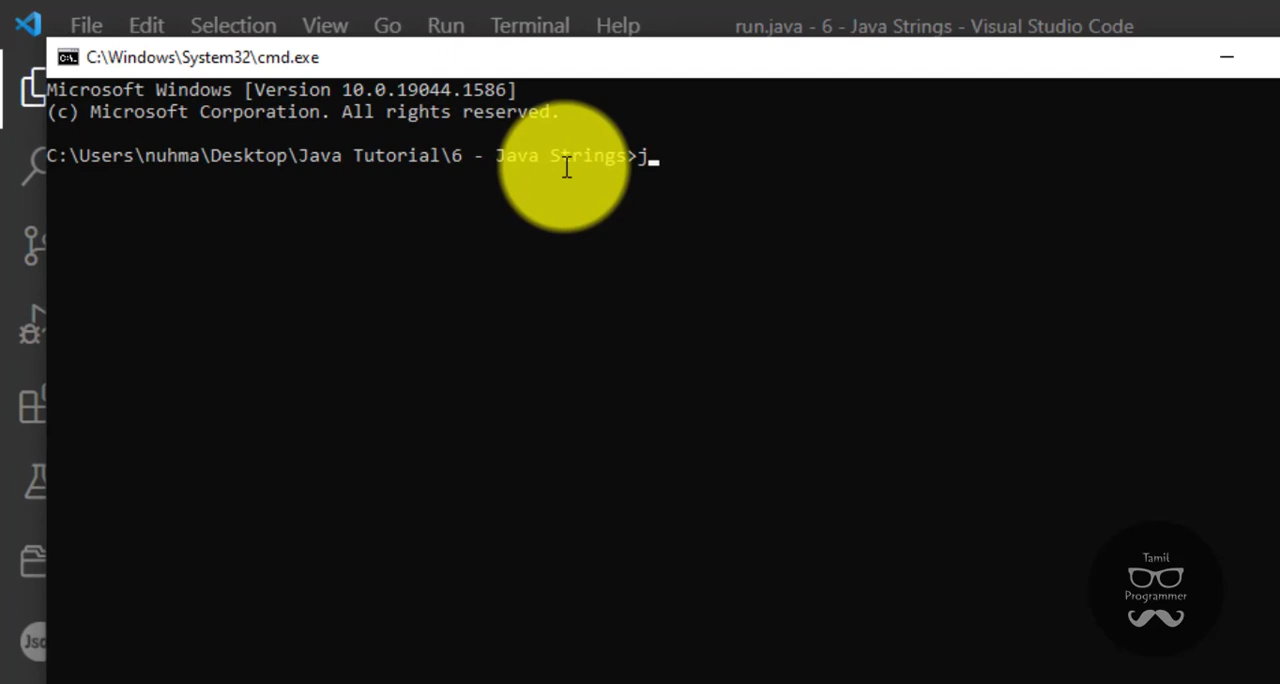 File Edit Selection View Go Run Terminal Help run.java - 6 - Java Strings - Visual Studio Code
C:\Windows\System32\cmd.exe
Microsoft Windows [Version 10.0.19044.1586]
(c) Microsoft Corporation. All rights reserved.
C:\Users\nuhma\Desktop\Java Tutorial\6 - Java Strings>j
Tamil
Programmer